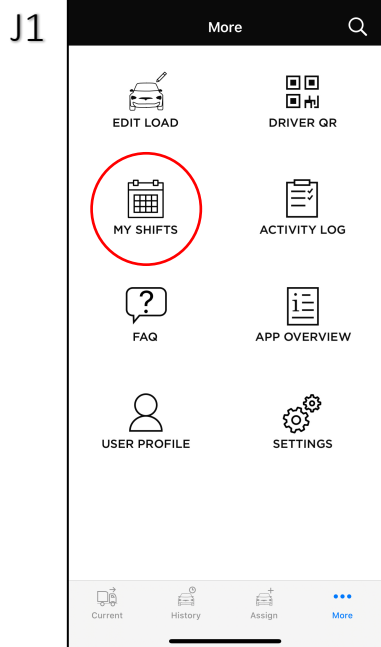 J1
More
EDIT LOAD
DRIVER QR
MY SHIFTS
ACTIVITY LOG
?
FAQ
i
APP OVERVIEW
USER PROFILE
SETTINGS
Current
History
Assign
More